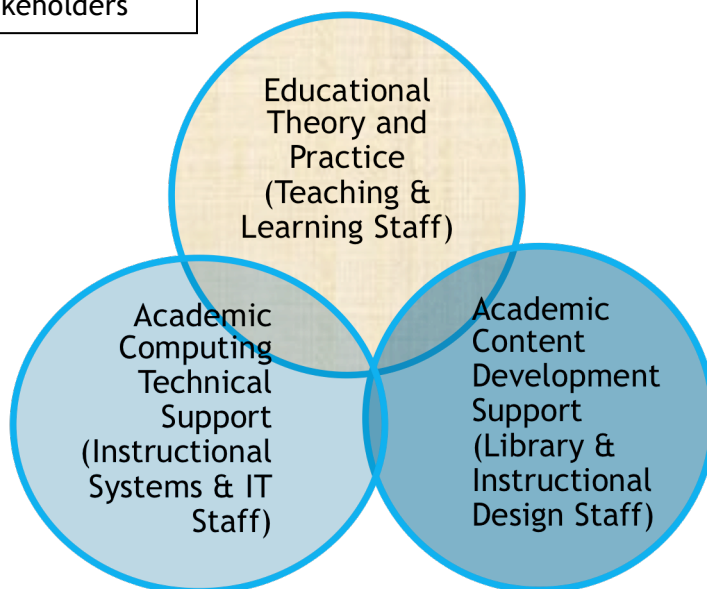 Educational
Theory and
Practice
(Teaching &
Learning Staff)
Academic
Computing
Technical
Support
(Instructional
Systems & IT
Staff)
Academic
Content
Development
Support
(Library &
Instructional
Design Staff)